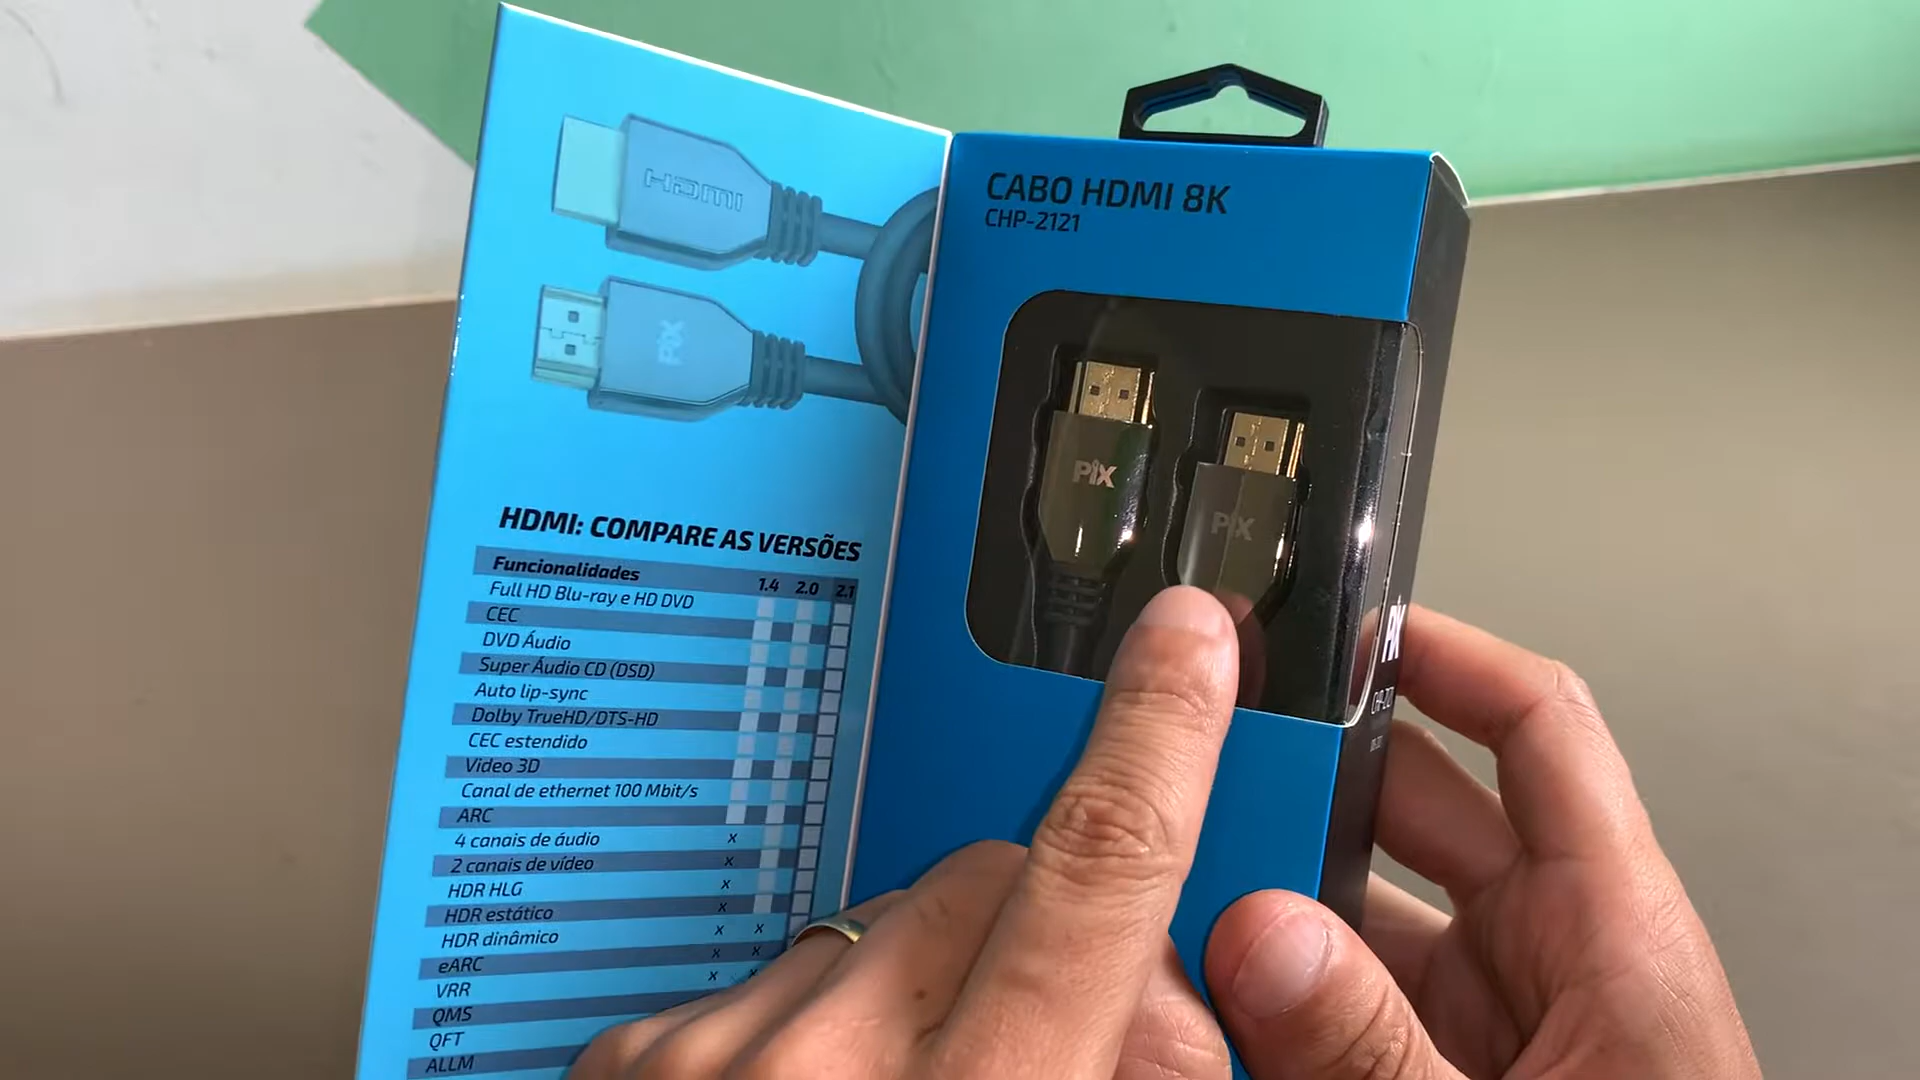 HDMI
PIX
HDMI: COMPARE AS VERSÕES
Funcionalidades 1.4 2.0 2.1
Full HD Blu-ray e HD DVD
CEC
DVD Áudio
Super Áudio CD (DSD)
Auto lip-sync
Dolby TrueHD/DTS-HD
CEC estendido
Video 3D
Canal de ethernet 100 Mbit/s
ARC
4 canais de áudio x
2 canais de vídeo x
HDR HLG x
HDR estático x
HDR dinâmico x x
eARC x x
VRR x x
QMS
QFT
ALLM
CABO HDMI 8K
CHP-2121
PIX
PIX
PIX